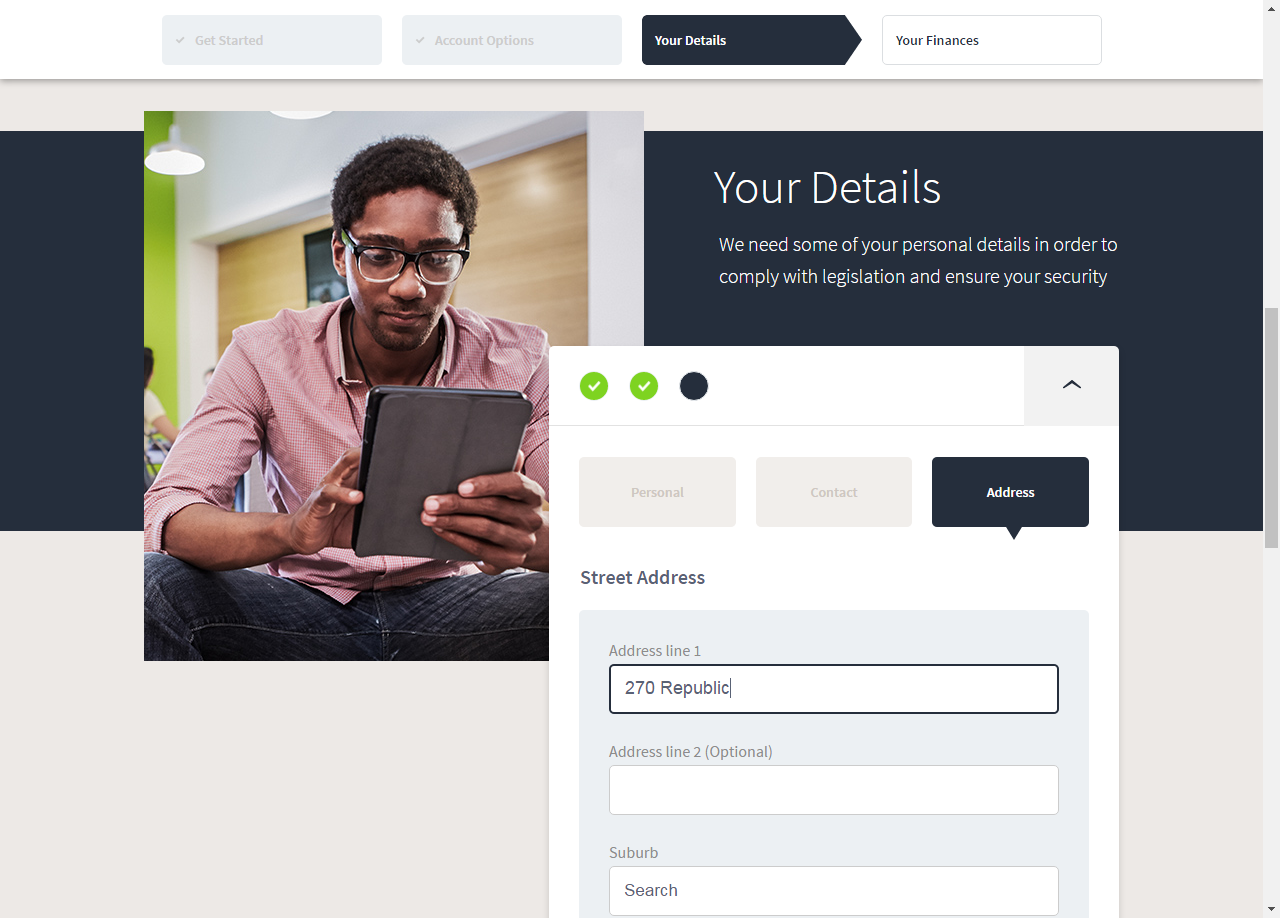 Get Started
Account Options
Your Details
Your Finances
Your Details
We need some of your personal details in order to
comply with legislation and ensure your security
Personal
Contact
Address
Street Address
Address line 1
270 Republic
Address line 2 (Optional)
Suburb
Search